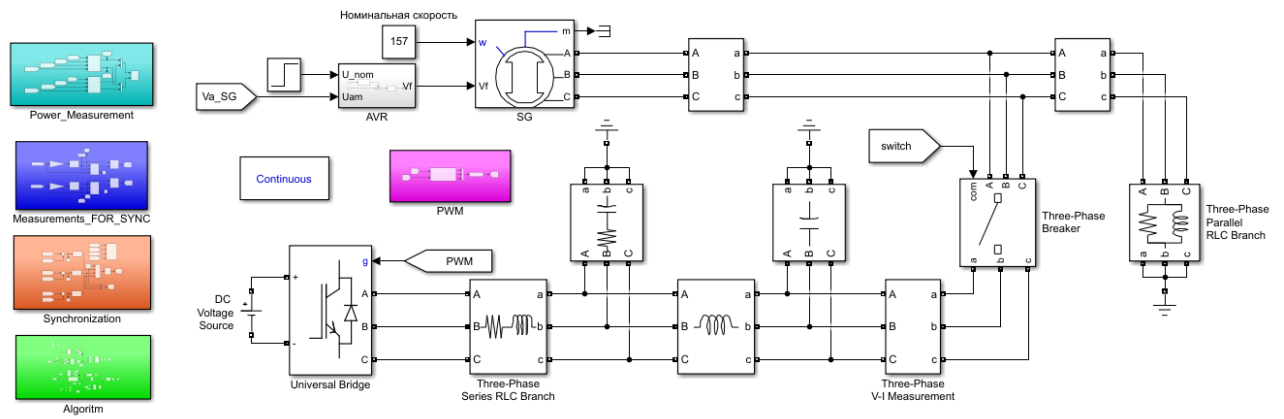 Номинальная скорость
157
w
m
A
B
C
Vf
SG
U_nom
Uam
Vf
AVR
Va_SG
A
B
C
a
b
c
A
B
C
a
b
c
Power_Measurement
Measurements_FOR_SYNC
Synchronization
Algoritm
Continuous
PWM
a
b
c
A
B
C
a
b
c
A
B
C
switch
com
A
B
C
a
b
c
Three-Phase
Breaker
A
B
C
a
b
c
Three-Phase
Parallel
RLC Branch
DC
Voltage
Source
+
+
-
g
A
B
C
Universal Bridge
PWM
A
B
C
a
b
c
Three-Phase
Series RLC Branch
A
B
C
a
b
c
A
B
C
a
b
c
Three-Phase
V-I Measurement